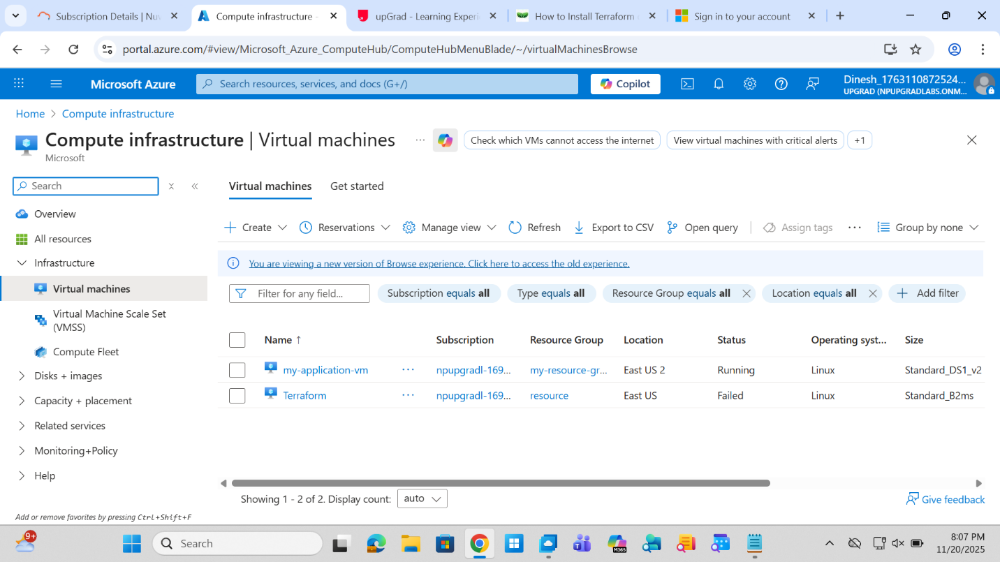 Subscription Details | Nuv
Compute infrastructure -
upGrad - Learning Experi
How to Install Terraform
Sign in to your account
portal.azure.com/#view/Microsoft_Azure_ComputeHub/ComputeHubMenuBlade/~/virtualMachinesBrowse
Microsoft Azure
Search resources, services, and docs (G+/)
Copilot
Dinesh_1763110872524...
UPGRAD (NPUPGRADLABS.ONM...
Home > Compute infrastructure
Compute infrastructure | Virtual machines ...
Check which VMs cannot access the internet
View virtual machines with critical alerts
+1
Microsoft
Search
Overview
All resources
Infrastructure
Virtual machines
Virtual Machine Scale Set
(VMSS)
Compute Fleet
Disks + images
Capacity + placement
Related services
Monitoring+Policy
Help
Add or remove favorites by pressing Ctrl+Shift+F
Virtual machines Get started
Create Reservations Manage view Refresh Export to CSV Open query Assign tags ... Group by none
You are viewing a new version of Browse experience. Click here to access the old experience.
Filter for any field... Subscription equals all Type equals all Resource Group equals all Location equals all Add filter
Name ↑ Subscription Resource Group Location Status Operating syst... Size
my-application-vm ... npupgradl-169... my-resource-gr... East US 2 Running Linux Standard_DS1_v2
Terraform ... npupgradl-169... resource East US Failed Linux Standard_B2ms
Showing 1 - 2 of 2. Display count: auto
Give feedback
9+
Search
M365
8:07 PM
11/20/2025